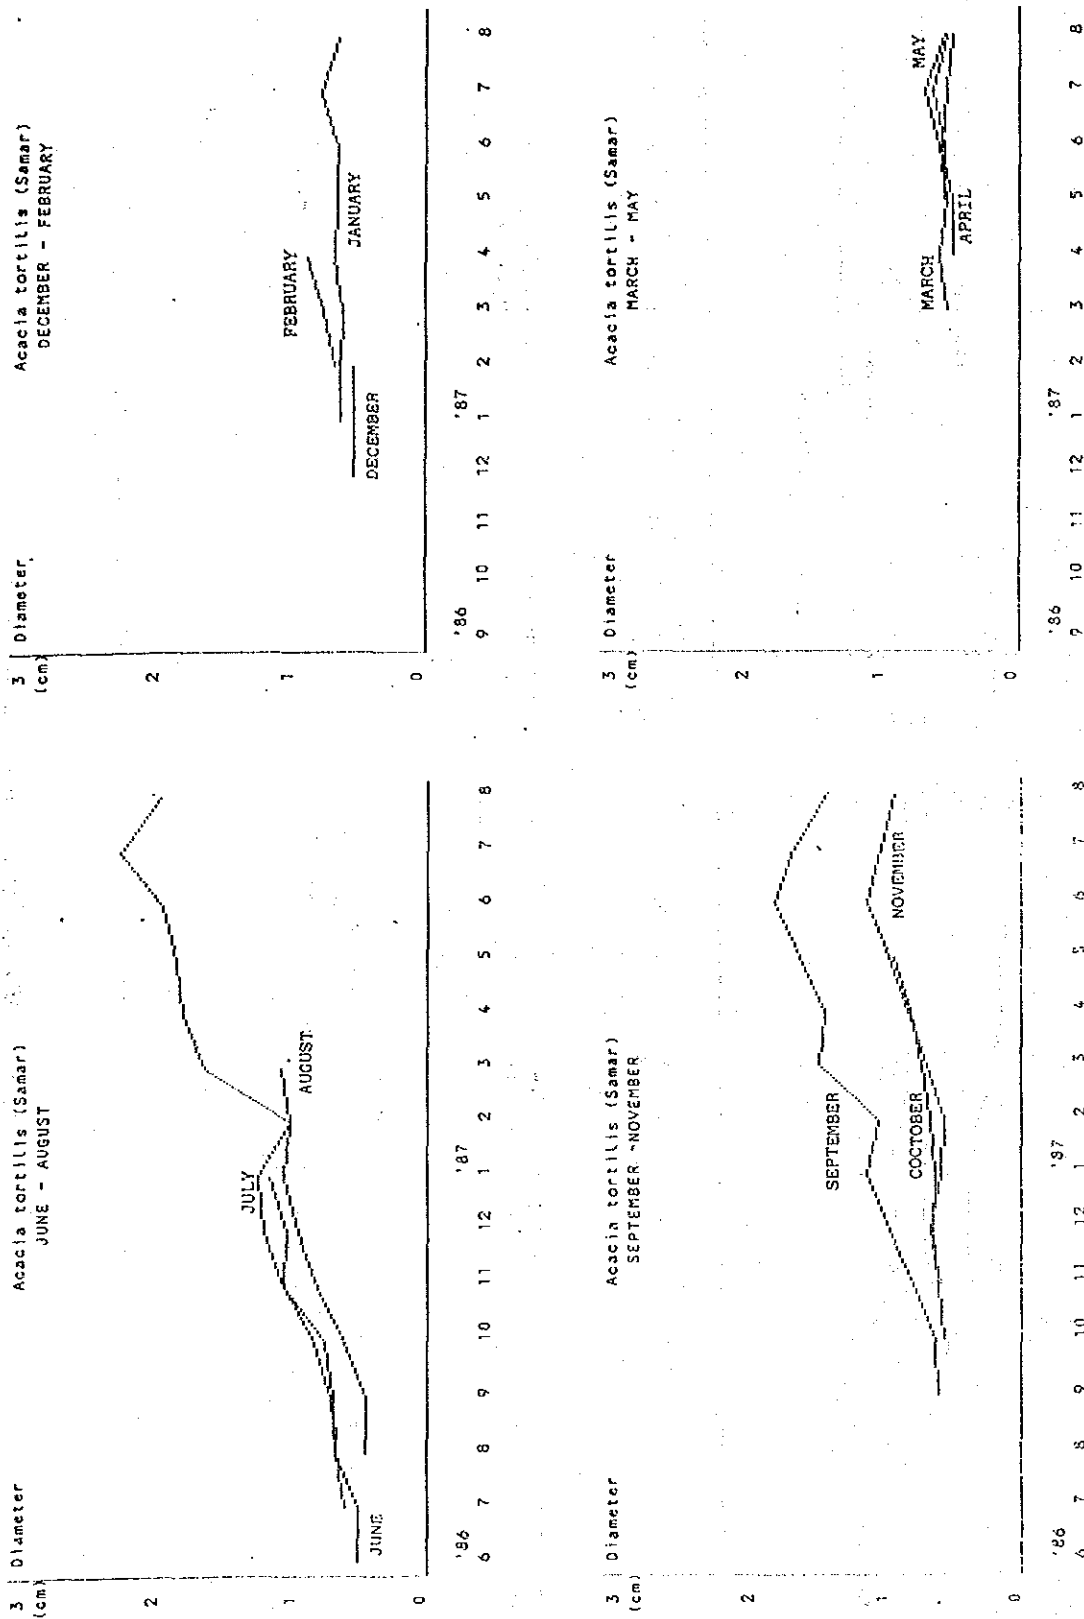 Acacia tortilis (Samar)
JUNE - AUGUST
3 Diameter
(cm)
2
1
0
JULY
AUGUST
JUNE
'86 '87
6 7 8 9 10 11 12 1 2 3 4 5 6 7 8
Acacia tortilis (Samar)
DECEMBER - FEBRUARY
3 Diameter
(cm)
2
1
0
FEBRUARY
JANUARY
DECEMBER
'86 '87
9 10 11 12 1 2 3 4 5 6 7 8
Acacia tortilis (Samar)
SEPTEMBER -NOVEMBER
3 Diameter
(cm)
2
1
0
SEPTEMBER
COCTOBER
NOVEMBER
'86 '87
6 7 8 9 10 11 12 1 2 3 4 5 6 7 8
Acacia tortilis (Samar)
MARCH - MAY
3 Diameter
(cm)
2
1
0
MARCH
MAY
APRIL
'86 '87
9 10 11 12 1 2 3 4 5 6 7 8